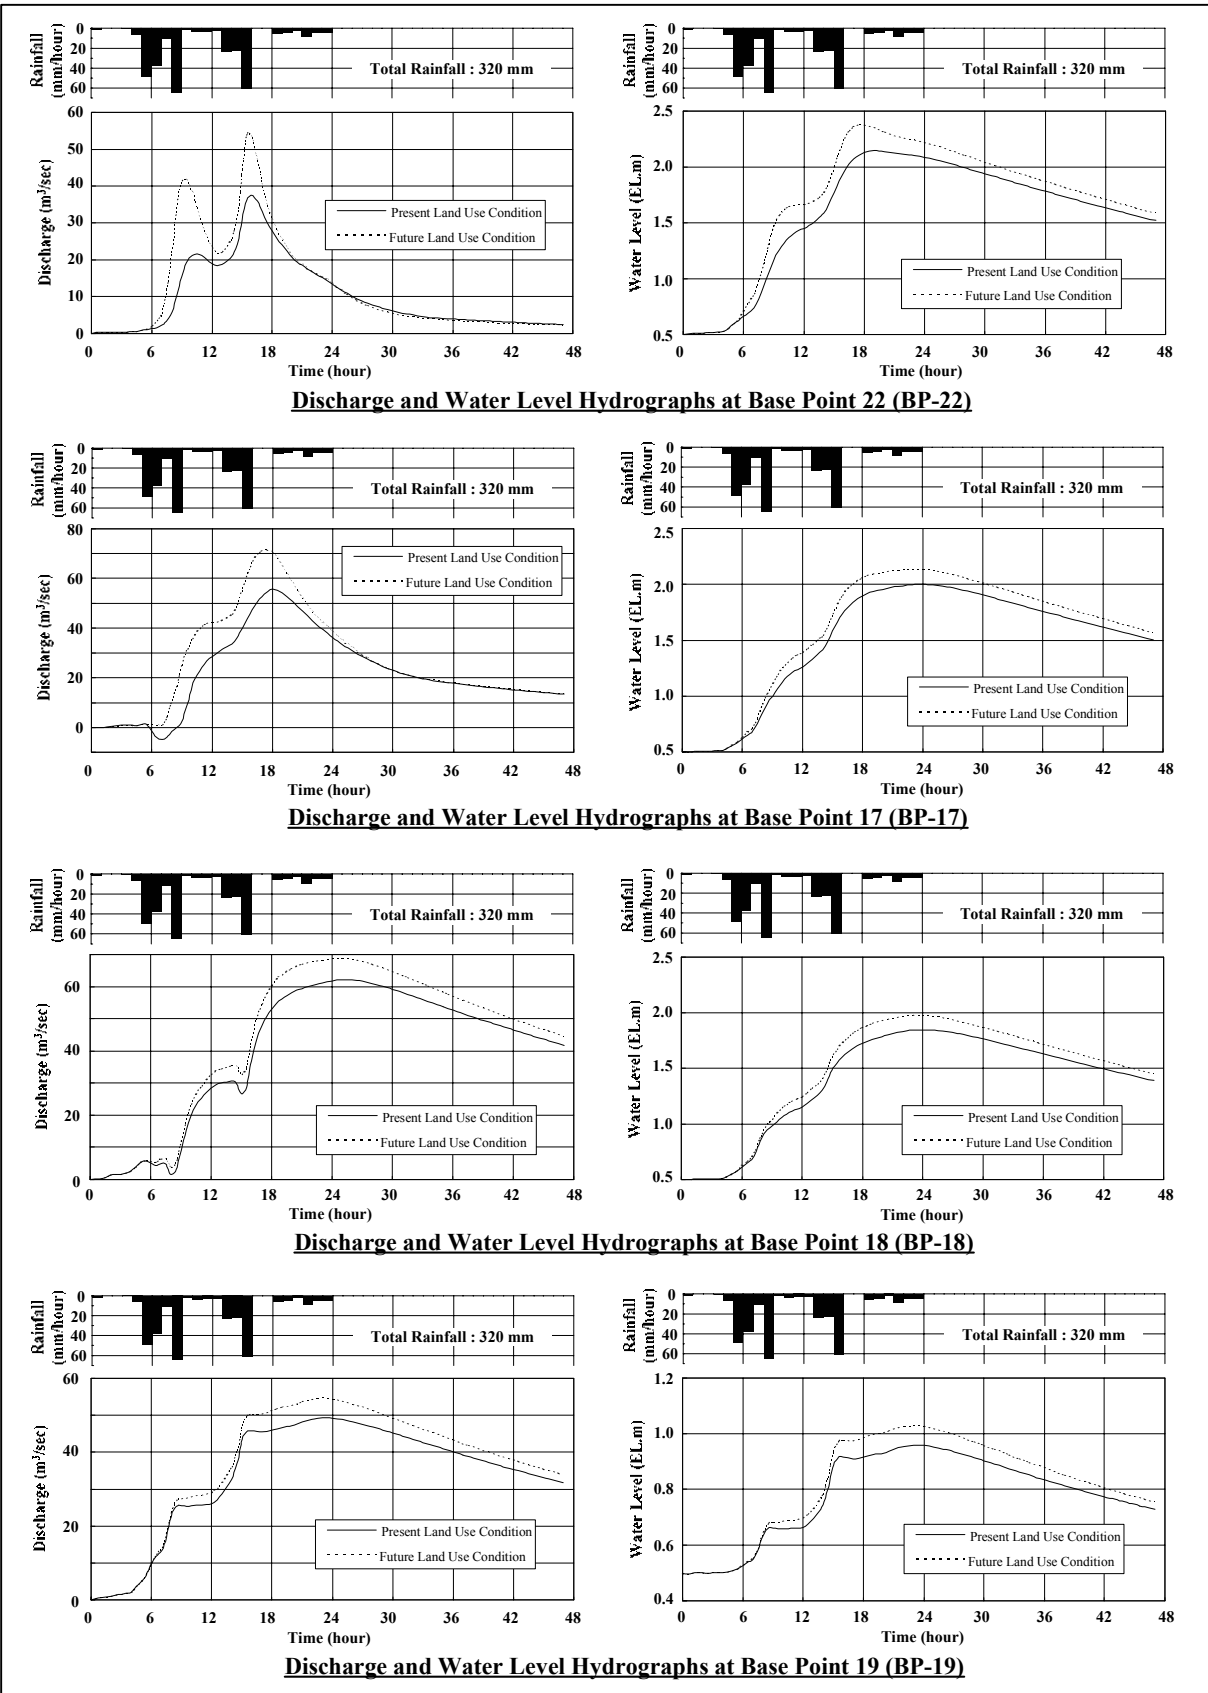 Rainfall
(mm/hour)
0
20
40
60
Total Rainfall : 320 mm
Discharge (m³/sec)
60
50
40
30
20
10
0
Present Land Use Condition
Future Land Use Condition
0 6 12 18 24 30 36 42 48
Time (hour)
Rainfall
(mm/hour)
0
20
40
60
Total Rainfall : 320 mm
Water Level (EL.m)
2.5
2.0
1.5
1.0
0.5
Present Land Use Condition
Future Land Use Condition
0 6 12 18 24 30 36 42 48
Time (hour)
Discharge and Water Level Hydrographs at Base Point 22 (BP-22)
Rainfall
(mm/hour)
0
20
40
60
Total Rainfall : 320 mm
Discharge (m³/sec)
80
60
40
20
0
Present Land Use Condition
Future Land Use Condition
0 6 12 18 24 30 36 42 48
Time (hour)
Rainfall
(mm/hour)
0
20
40
60
Total Rainfall : 320 mm
Water Level (EL.m)
2.5
2.0
1.5
1.0
0.5
Present Land Use Condition
Future Land Use Condition
0 6 12 18 24 30 36 42 48
Time (hour)
Discharge and Water Level Hydrographs at Base Point 17 (BP-17)
Rainfall
(mm/hour)
0
20
40
60
Total Rainfall : 320 mm
Discharge (m³/sec)
60
40
20
0
Present Land Use Condition
Future Land Use Condition
0 6 12 18 24 30 36 42 48
Time (hour)
Rainfall
(mm/hour)
0
20
40
60
Total Rainfall : 320 mm
Water Level (EL.m)
2.5
2.0
1.5
1.0
0.5
Present Land Use Condition
Future Land Use Condition
0 6 12 18 24 30 36 42 48
Time (hour)
Discharge and Water Level Hydrographs at Base Point 18 (BP-18)
Rainfall
(mm/hour)
0
20
40
60
Total Rainfall : 320 mm
Discharge (m³/sec)
60
40
20
0
Present Land Use Condition
Future Land Use Condition
0 6 12 18 24 30 36 42 48
Time (hour)
Rainfall
(mm/hour)
0
20
40
60
Total Rainfall : 320 mm
Water Level (EL.m)
1.2
1.0
0.8
0.6
0.4
Present Land Use Condition
Future Land Use Condition
0 6 12 18 24 30 36 42 48
Time (hour)
Discharge and Water Level Hydrographs at Base Point 19 (BP-19)